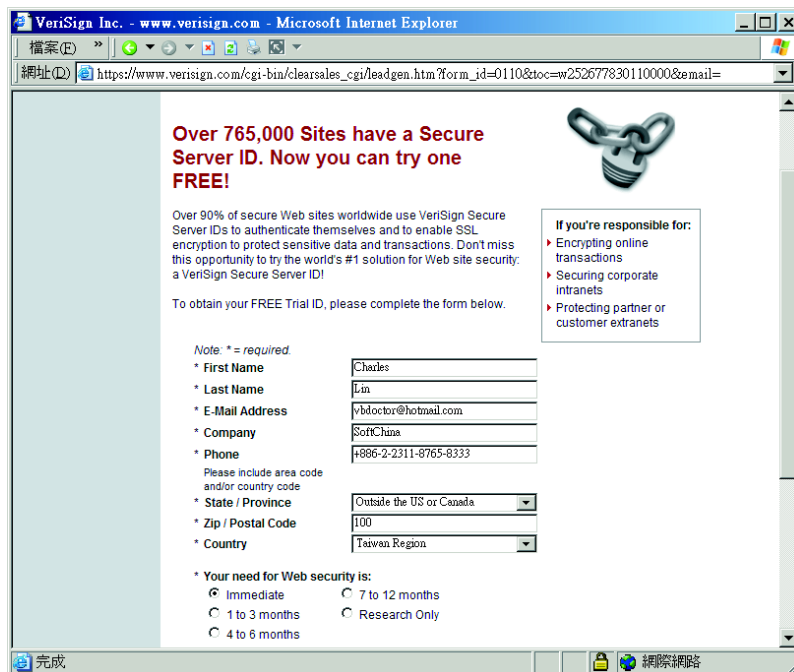 VeriSign Inc. - www.verisign.com - Microsoft Internet Explorer
檔案(F) »
網址(D) https://www.verisign.com/cgi-bin/clearsales_cgi/leadgen.htm?form_id=0110&toc=w252677830110000&email=
Over 765,000 Sites have a Secure
Server ID. Now you can try one
FREE!
Over 90% of secure Web sites worldwide use VeriSign Secure
Server IDs to authenticate themselves and to enable SSL
encryption to protect sensitive data and transactions. Don't miss
this opportunity to try the world's #1 solution for Web site security:
a VeriSign Secure Server ID!
To obtain your FREE Trial ID, please complete the form below.
If you're responsible for:
Encrypting online
transactions
Securing corporate
intranets
Protecting partner or
customer extranets
Note: * = required.
* First Name Charles
* Last Name Lin
* E-Mail Address vbdoctor@hotmail.com
* Company SoftChina
* Phone +886-2-2311-8765-8333
Please include area code
and/or country code
* State / Province Outside the US or Canada
* Zip / Postal Code 100
* Country Taiwan Region
* Your need for Web security is:
Immediate 7 to 12 months
1 to 3 months Research Only
4 to 6 months
完成 網際網路